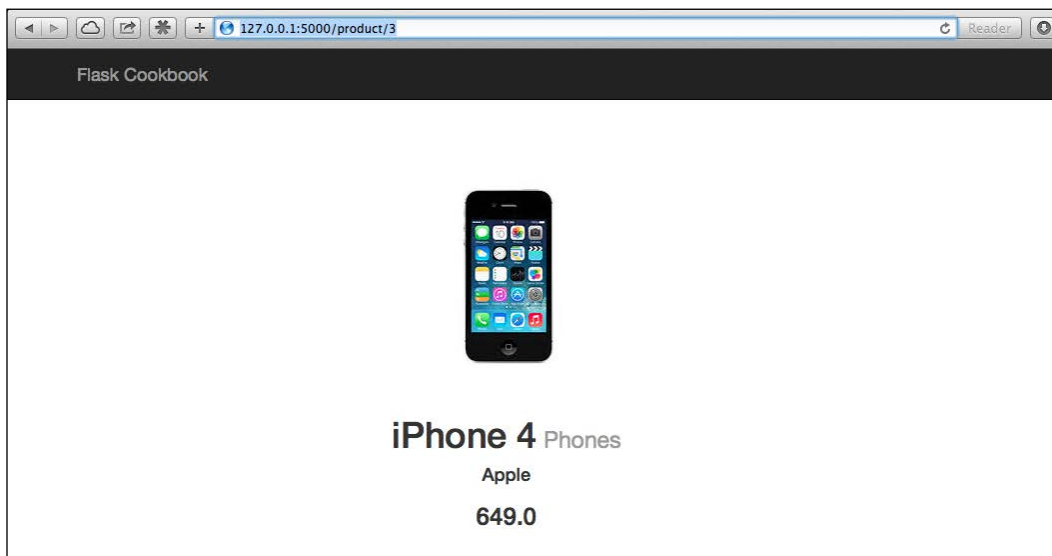 127.0.0.1:5000/product/3
Reader
Flask Cookbook
iPhone 4 Phones
Apple
649.0